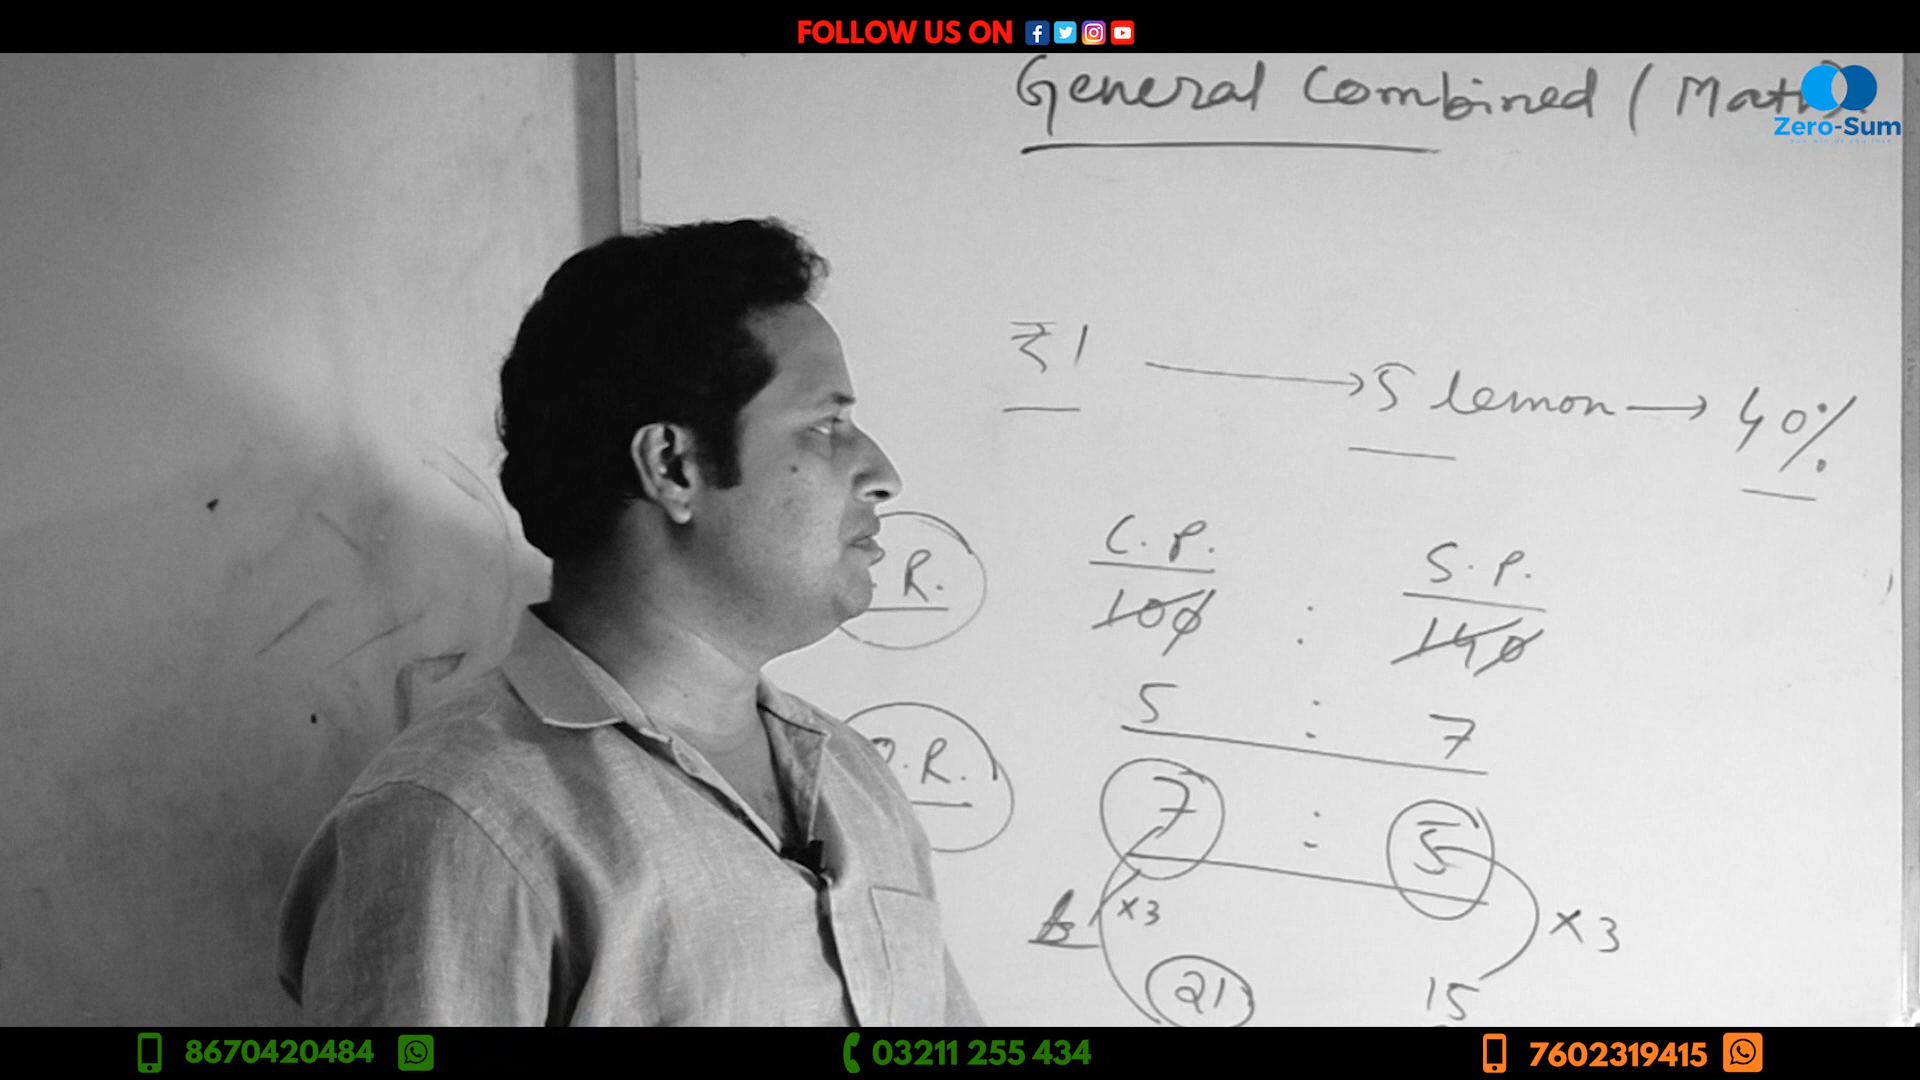 FOLLOW US ON
General Combined (Math)
Zero-Sum
₹1 → 5 lemon → 40%
C.P. S.P.
R. 100 : 140
5 : 7
.R. 7 : 5
×3 ×3
21 15
8670420484 03211 255 434 7602319415